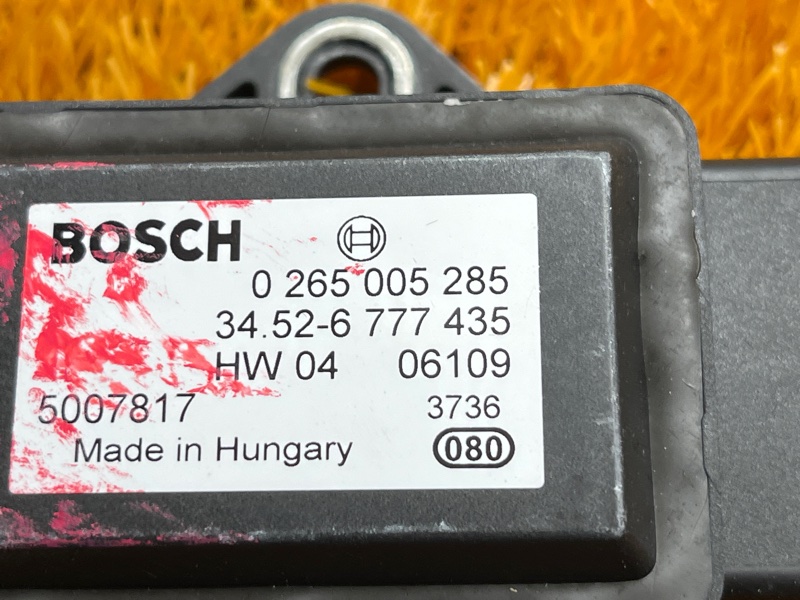 BOSCH
0 265 005 285
34.52-6 777 435
HW 04 06109
5007817 3736
Made in Hungary 080